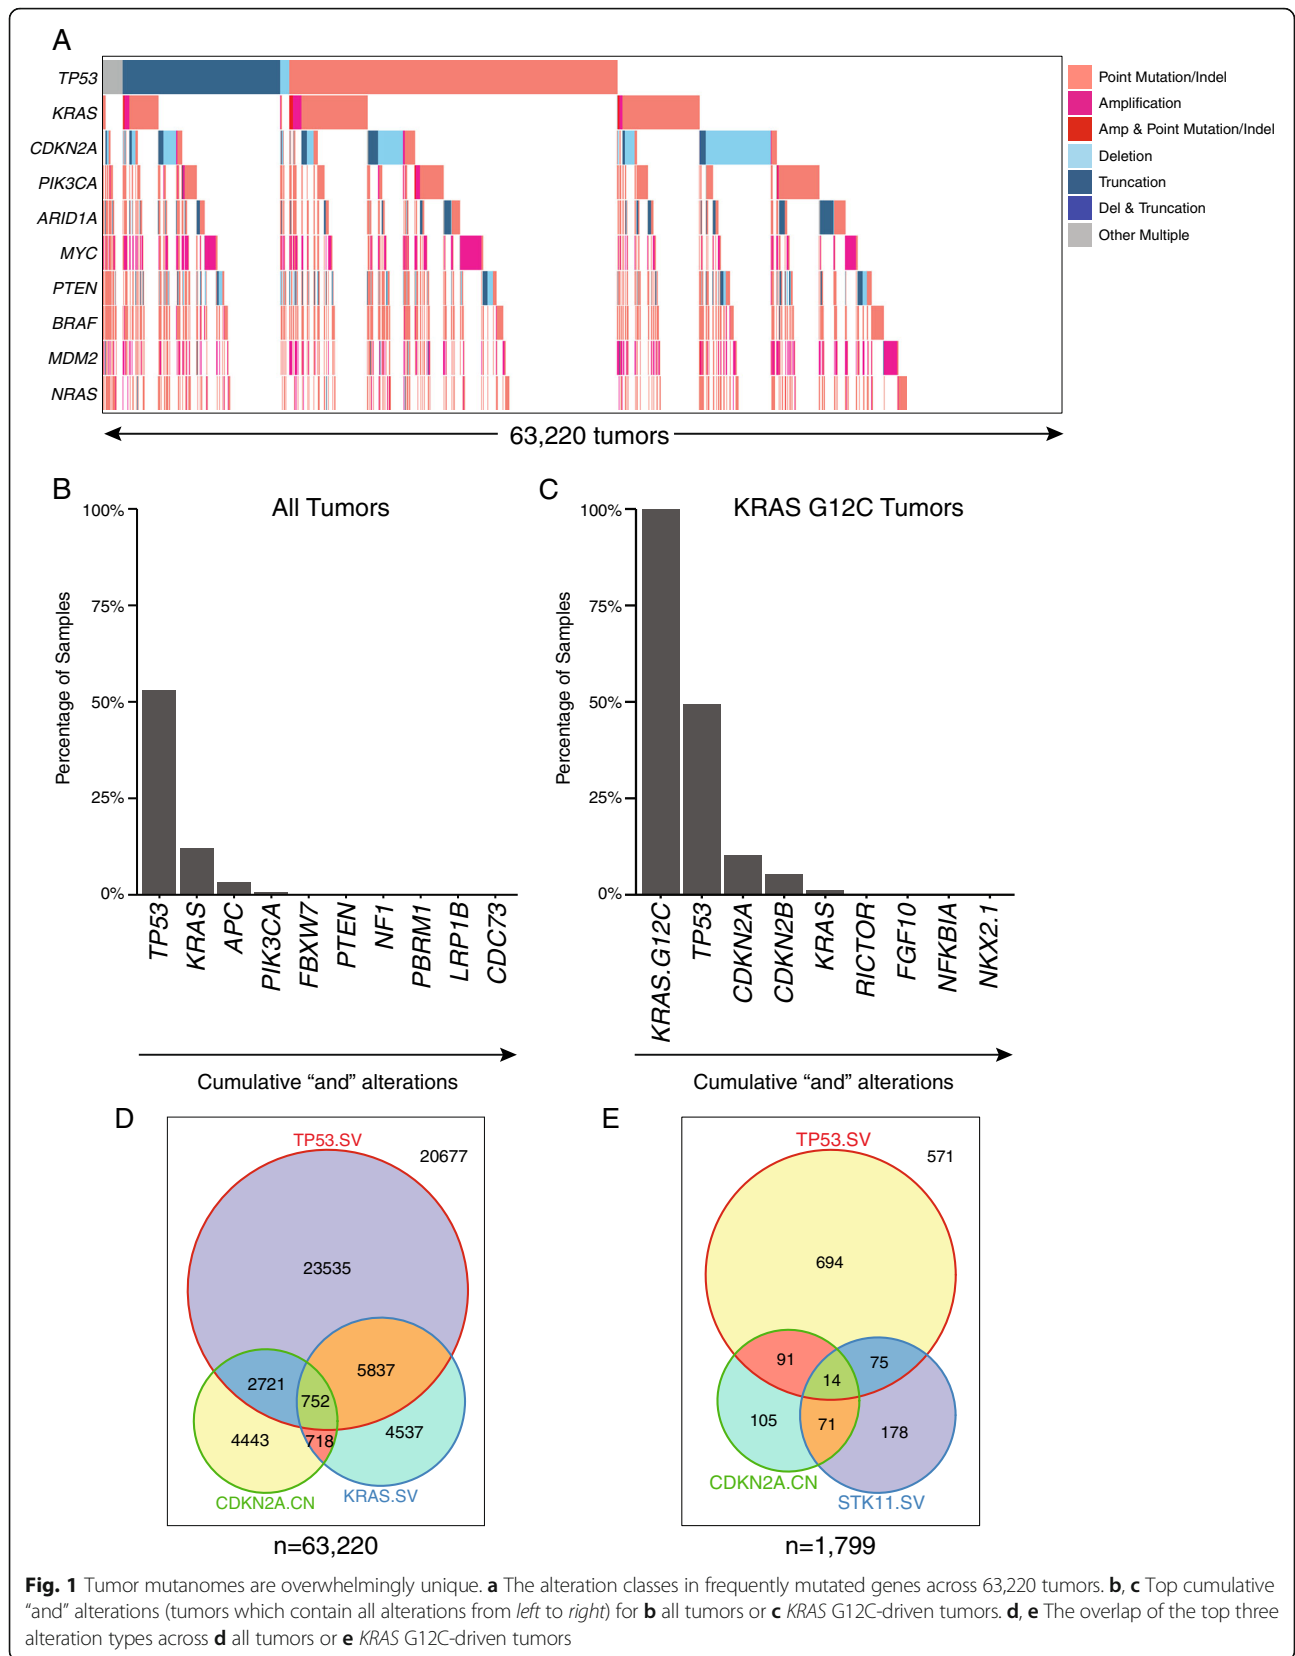 A
TP53
KRAS
CDKN2A
PIK3CA
ARID1A
MYC
PTEN
BRAF
MDM2
NRAS
Point Mutation/Indel
Amplification
Amp & Point Mutation/Indel
Deletion
Truncation
Del & Truncation
Other Multiple
63,220 tumors
B
All Tumors
100%
75%
50%
25%
0%
Percentage of Samples
TP53
KRAS
APC
PIK3CA
FBXW7
PTEN
NF1
PBRM1
LRP1B
CDC73
Cumulative “and” alterations
C
KRAS G12C Tumors
100%
75%
50%
25%
0%
Percentage of Samples
KRAS.G12C
TP53
CDKN2A
CDKN2B
KRAS
RICTOR
FGF10
NFKBIA
NKX2.1
Cumulative “and” alterations
D
TP53.SV
20677
23535
5837
2721
752
4443
718
4537
CDKN2A.CN
KRAS.SV
n=63,220
E
TP53.SV
571
694
91
75
14
105
71
178
CDKN2A.CN
STK11.SV
n=1,799
Fig. 1 Tumor mutanomes are overwhelmingly unique. a The alteration classes in frequently mutated genes across 63,220 tumors. b, c Top cumulative
“and” alterations (tumors which contain all alterations from left to right) for b all tumors or c KRAS G12C-driven tumors. d, e The overlap of the top three
alteration types across d all tumors or e KRAS G12C-driven tumors